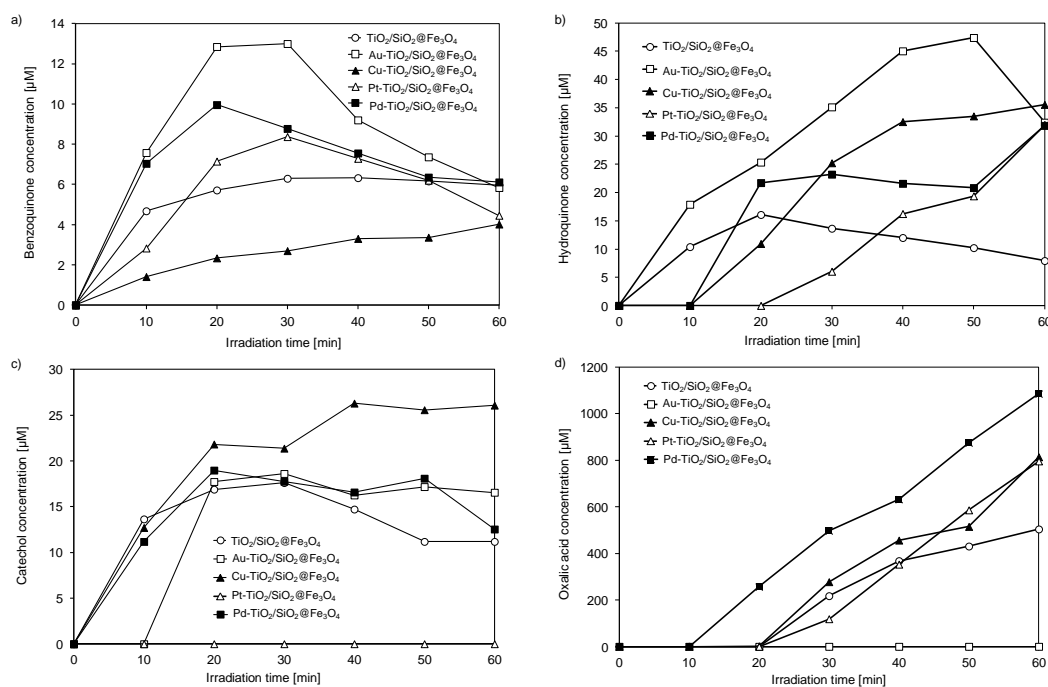 a)
Benzoquinone concentration [µM]
14
12
10
8
6
4
2
0
0 10 20 30 40 50 60
Irradiation time [min]
TiO₂/SiO₂@Fe₃O₄
Au-TiO₂/SiO₂@Fe₃O₄
Cu-TiO₂/SiO₂@Fe₃O₄
Pt-TiO₂/SiO₂@Fe₃O₄
Pd-TiO₂/SiO₂@Fe₃O₄
b)
Hydroquinone concentration [µM]
50
45
40
35
30
25
20
15
10
5
0
0 10 20 30 40 50 60
Irradiation time [min]
TiO₂/SiO₂@Fe₃O₄
Au-TiO₂/SiO₂@Fe₃O₄
Cu-TiO₂/SiO₂@Fe₃O₄
Pt-TiO₂/SiO₂@Fe₃O₄
Pd-TiO₂/SiO₂@Fe₃O₄
c)
Catechol concentration [µM]
30
25
20
15
10
5
0
0 10 20 30 40 50 60
Irradiation time [min]
TiO₂/SiO₂@Fe₃O₄
Au-TiO₂/SiO₂@Fe₃O₄
Cu-TiO₂/SiO₂@Fe₃O₄
Pt-TiO₂/SiO₂@Fe₃O₄
Pd-TiO₂/SiO₂@Fe₃O₄
d)
Oxalic acid concentration [µM]
1200
1000
800
600
400
200
0
0 10 20 30 40 50 60
Irradiation time [min]
TiO₂/SiO₂@Fe₃O₄
Au-TiO₂/SiO₂@Fe₃O₄
Cu-TiO₂/SiO₂@Fe₃O₄
Pt-TiO₂/SiO₂@Fe₃O₄
Pd-TiO₂/SiO₂@Fe₃O₄